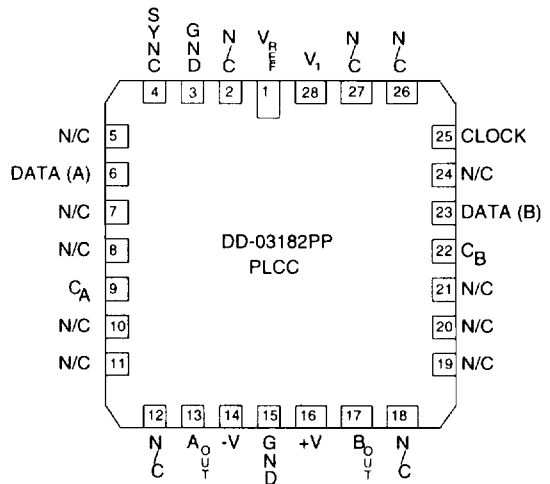 SYNC GND N/C VREF V1 N/C N/C
4 3 2 1 28 27 26
N/C 5 25 CLOCK
DATA (A) 6 24 N/C
N/C 7 23 DATA (B)
DD-03182PP
PLCC
N/C 8 22 CB
CA 9 21 N/C
N/C 10 20 N/C
N/C 11 19 N/C
12 13 14 15 16 17 18
N/C AOUT -V GND +V BOUT N/C